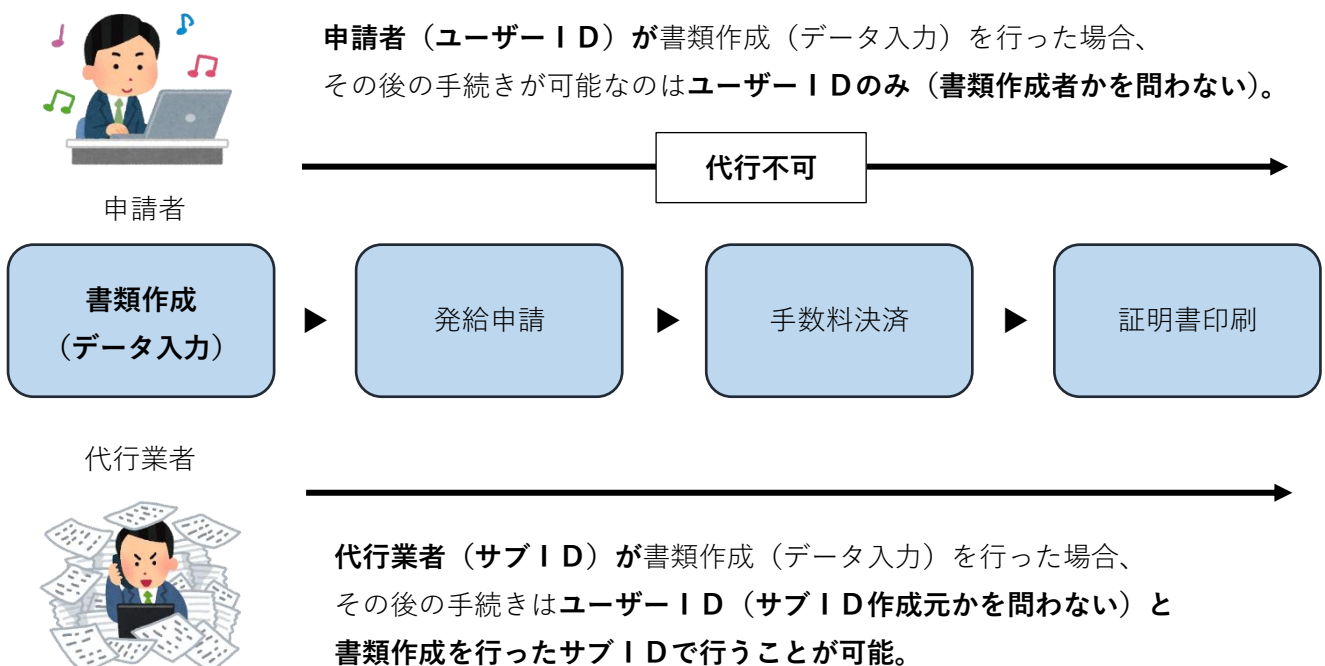 申請者（ユーザーＩＤ）が書類作成（データ入力）を行った場合、
その後の手続きが可能なのはユーザーＩＤのみ（書類作成者かを問わない）。
代行不可
申請者
書類作成
（データ入力）
▶
発給申請
▶
手数料決済
▶
証明書印刷
代行業者
代行業者（サブＩＤ）が書類作成（データ入力）を行った場合、
その後の手続きはユーザーＩＤ（サブＩＤ作成元かを問わない）と
書類作成を行ったサブＩＤで行うことが可能。